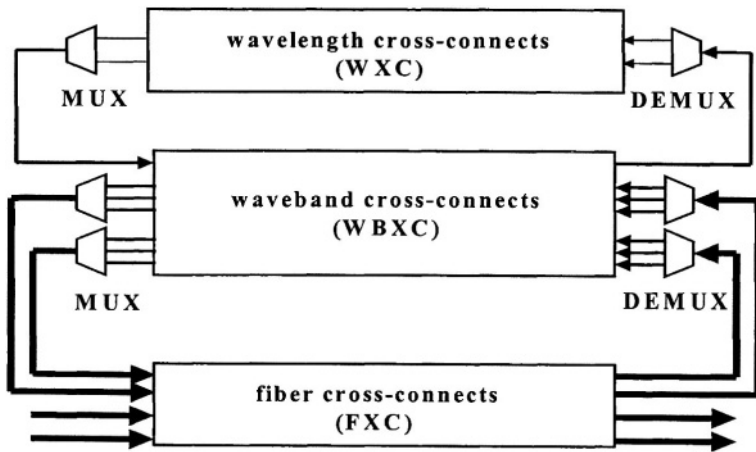 wavelength cross-connects
(WXC)
MUX
DEMUX
waveband cross-connects
(WBXC)
MUX
DEMUX
fiber cross-connects
(FXC)